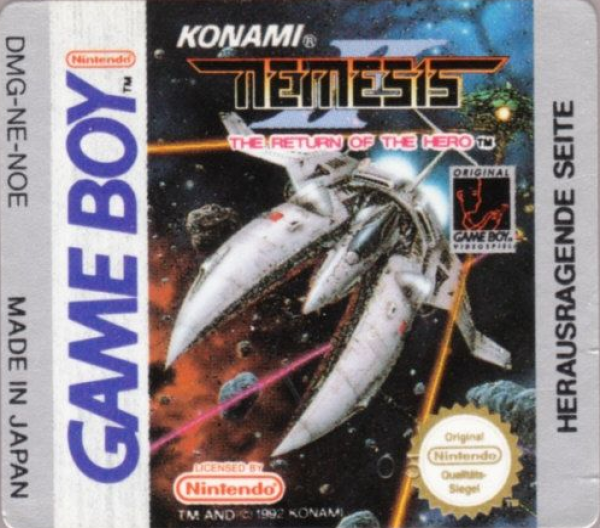 DMG-NE-NOE
MADE IN JAPAN
Nintendo
GAME BOY™
KONAMI®
II
NEMESIS
THE RETURN OF THE HERO™
ORIGINAL
GAME BOY
VIDEOSPIEL
LICENSED BY
Nintendo
TM AND © 1992 KONAMI
Original
Nintendo
Qualitäts-
Siegel
HERAUSRAGENDE SEITE